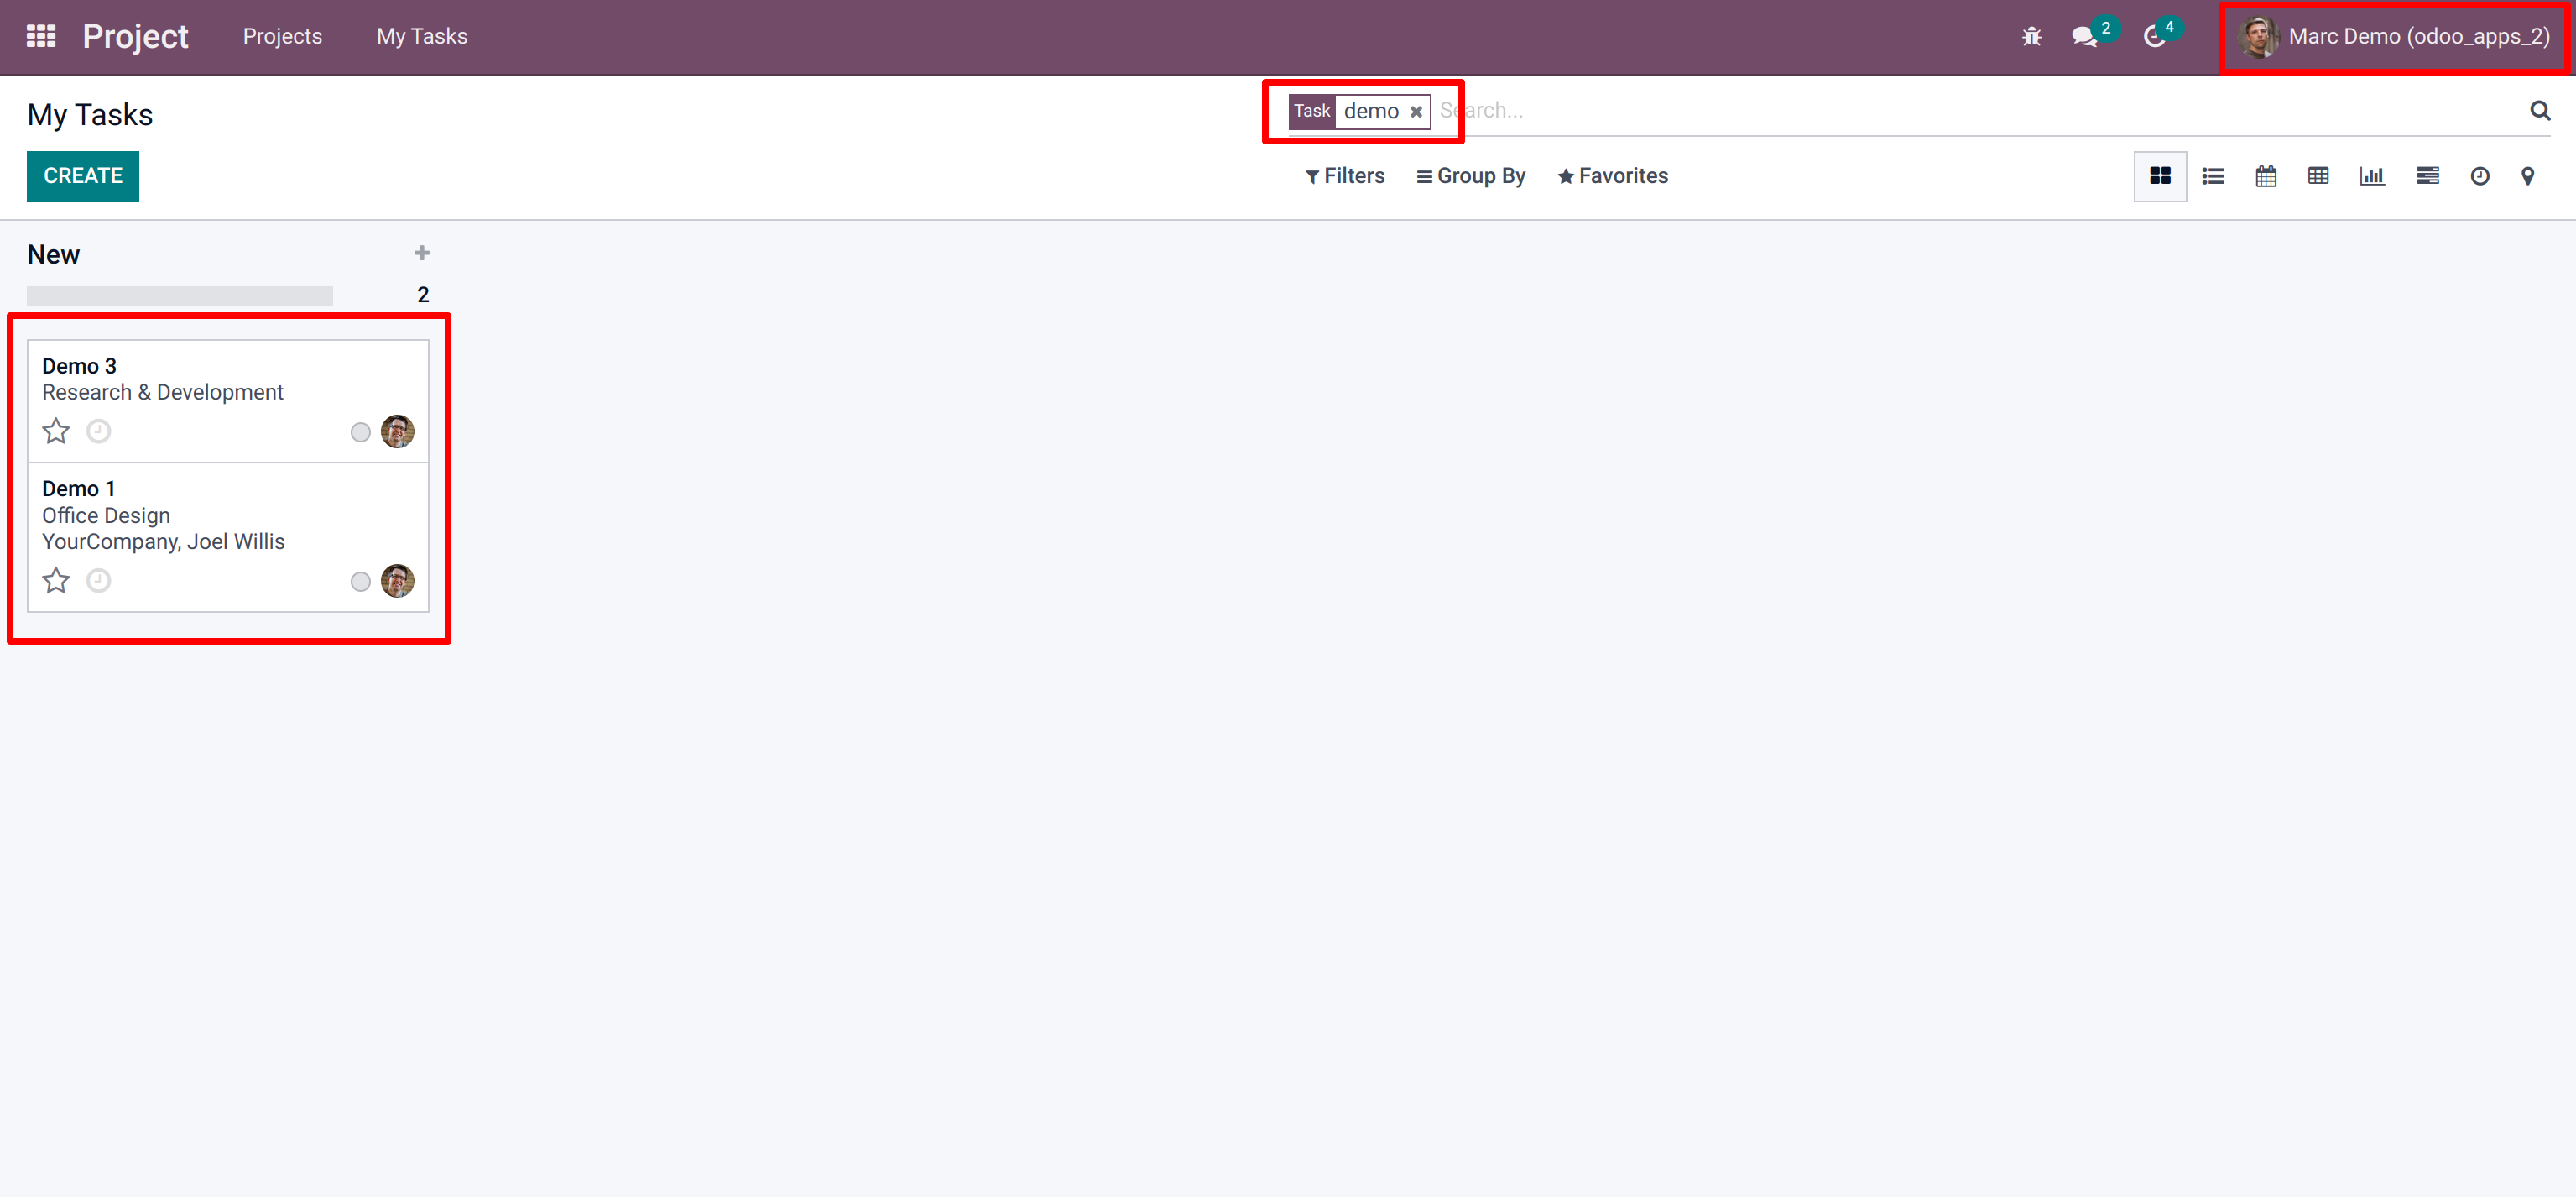 Project Projects My Tasks 2 4 Marc Demo (odoo_apps_2)
My Tasks
Task demo Search...
CREATE
Filters Group By Favorites
New
2
Demo 3
Research & Development
Demo 1
Office Design
YourCompany, Joel Willis